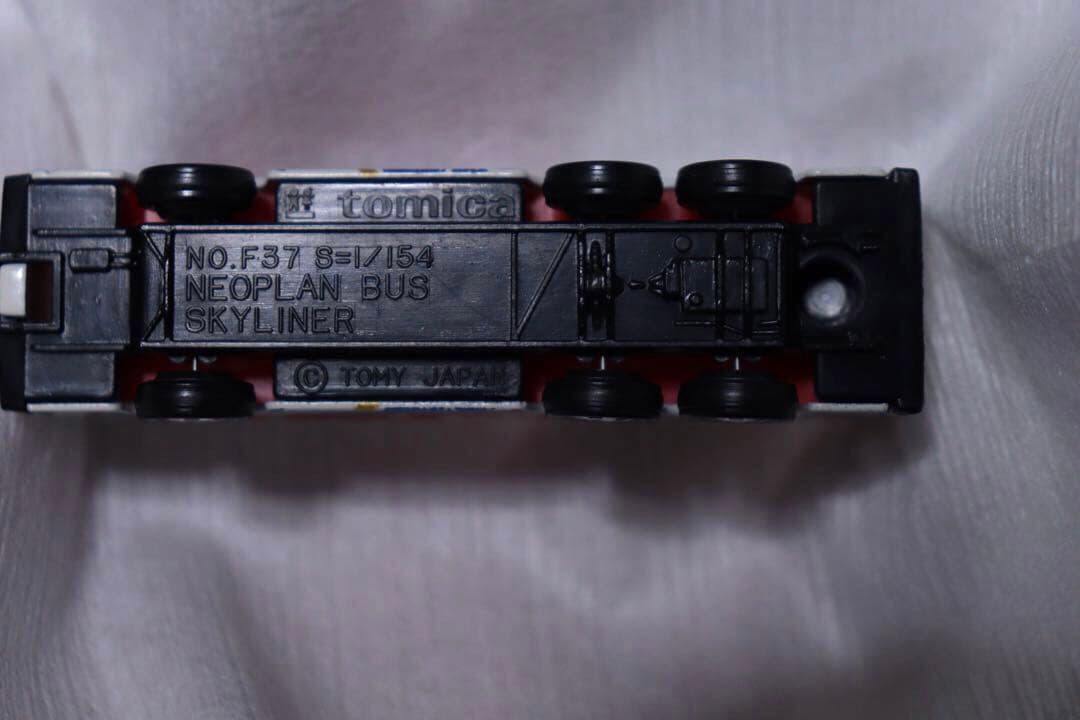 tomica
NO.F37 S=1/154
NEOPLAN BUS
SKYLINER
© TOMY JAPAN